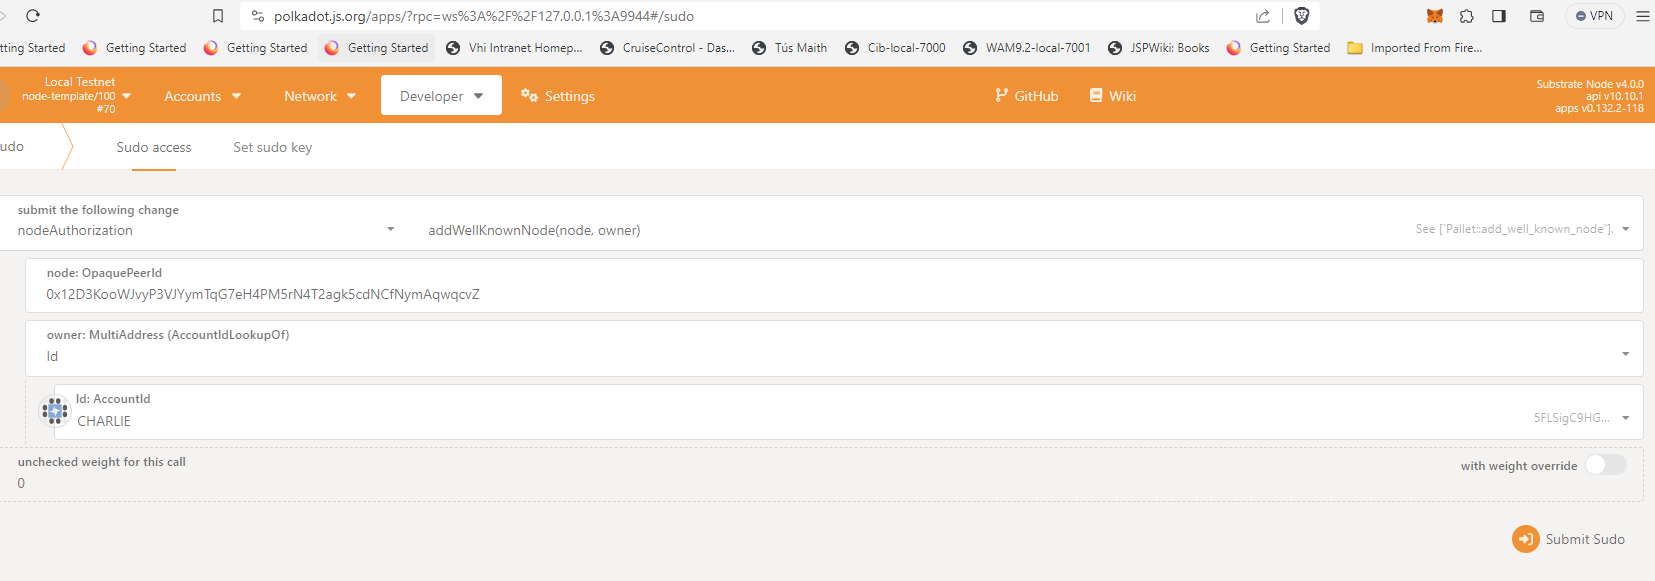 polkadot.js.org/apps/?rpc=ws%3A%2F%2F127.0.0.1%3A9944#/sudo
VPN
tting Started
Getting Started
Getting Started
Getting Started
Vhi Intranet Homep...
CruiseControl - Das...
Tús Maith
Cib-local-7000
WAM9.2-local-7001
JSPWiki: Books
Getting Started
Imported From Fire...
Local Testnet
node-template/100
#70
Accounts
Network
Developer
Settings
GitHub
Wiki
Substrate Node v4.0.0
api v10.10.1
apps v0.132.2-118
udo
Sudo access
Set sudo key
submit the following change
nodeAuthorization
addWellKnownNode(node, owner)
See [`Pallet::add_well_known_node`].
node: OpaquePeerId
0x12D3KooWJvyP3VJYymTqG7eH4PM5rN4T2agk5cdNCfNymAqwqcvZ
owner: MultiAddress (AccountIdLookupOf)
Id
Id: AccountId
CHARLIE
5FLSigC9HG...
unchecked weight for this call
0
with weight override
Submit Sudo